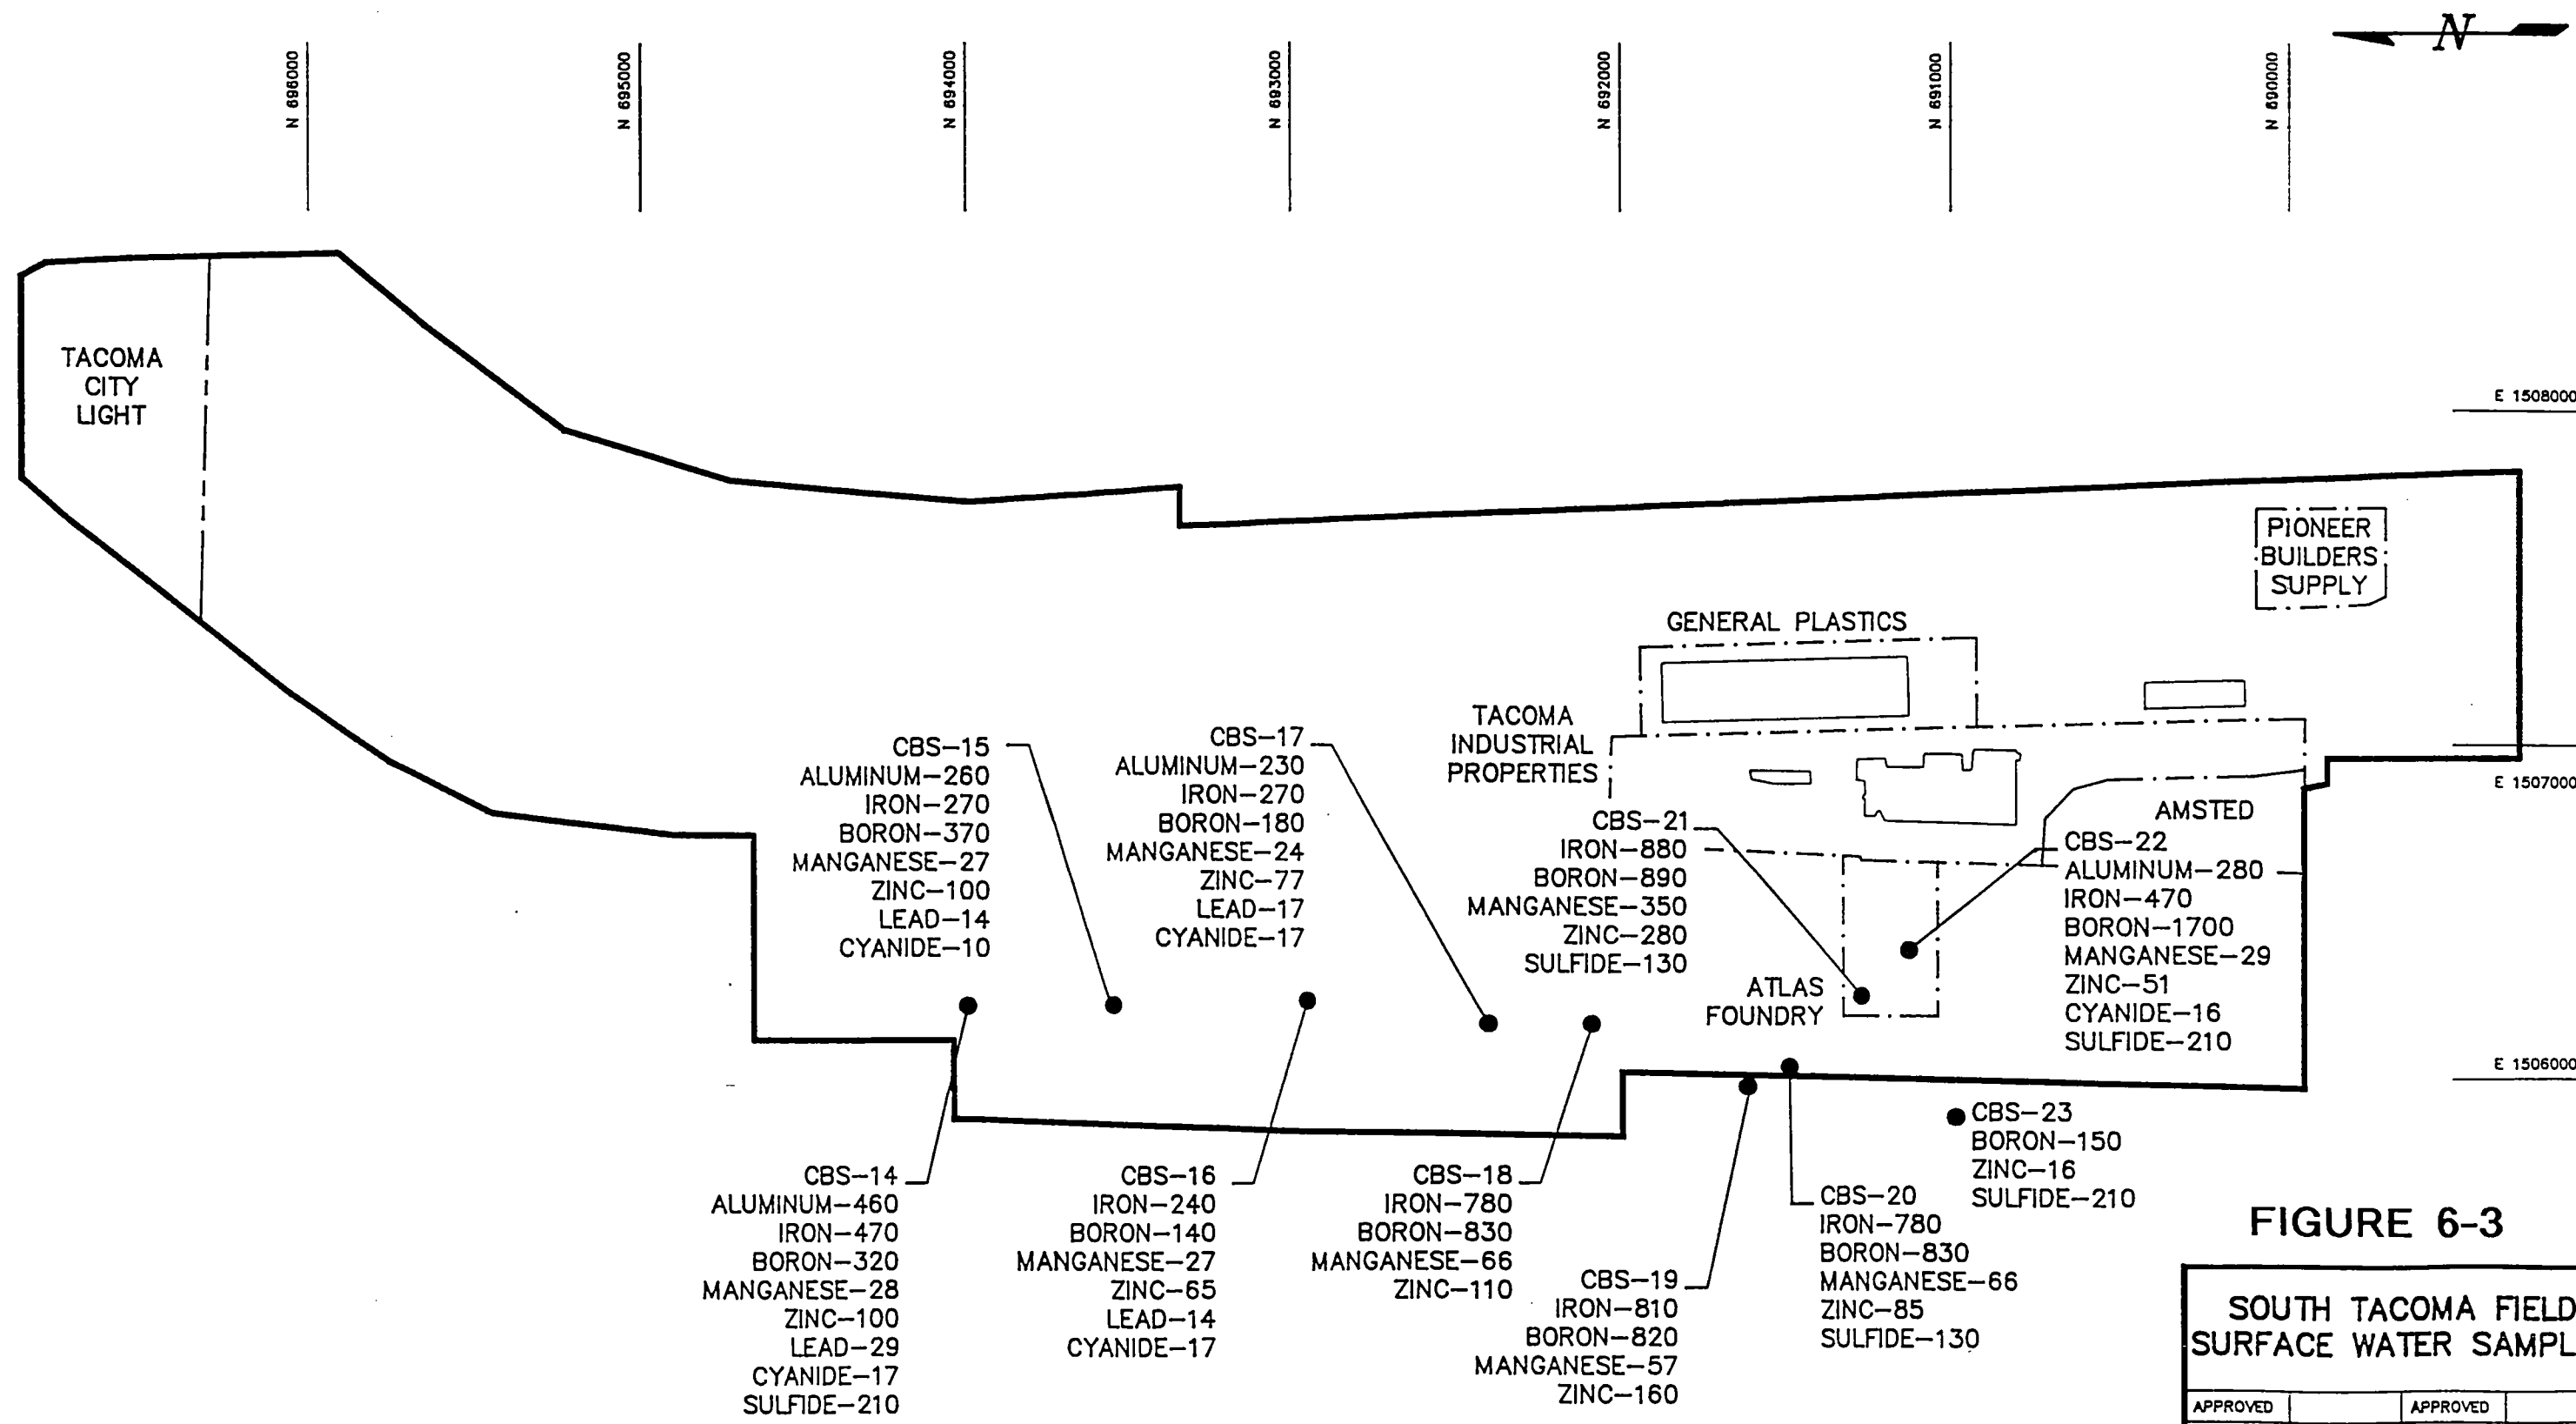 N
N 696000
N 695000
N 694000
N 693000
N 692000
N 691000
N 690000
E 1508000
E 1507000
E 1506000
TACOMA
CITY
LIGHT
PIONEER
BUILDERS
SUPPLY
GENERAL PLASTICS
TACOMA
INDUSTRIAL
PROPERTIES
AMSTED
ATLAS
FOUNDRY
CBS-15
ALUMINUM-260
IRON-270
BORON-370
MANGANESE-27
ZINC-100
LEAD-14
CYANIDE-10
CBS-17
ALUMINUM-230
IRON-270
BORON-180
MANGANESE-24
ZINC-77
LEAD-17
CYANIDE-17
CBS-21
IRON-880
BORON-890
MANGANESE-350
ZINC-280
SULFIDE-130
CBS-22
ALUMINUM-280
IRON-470
BORON-1700
MANGANESE-29
ZINC-51
CYANIDE-16
SULFIDE-210
CBS-14
ALUMINUM-460
IRON-470
BORON-320
MANGANESE-28
ZINC-100
LEAD-29
CYANIDE-17
SULFIDE-210
CBS-16
IRON-240
BORON-140
MANGANESE-27
ZINC-65
LEAD-14
CYANIDE-17
CBS-18
IRON-780
BORON-830
MANGANESE-66
ZINC-110
CBS-19
IRON-810
BORON-820
MANGANESE-57
ZINC-160
CBS-20
IRON-780
BORON-830
MANGANESE-66
ZINC-85
SULFIDE-130
CBS-23
BORON-150
ZINC-16
SULFIDE-210
FIGURE 6-3
SOUTH TACOMA FIELD
SURFACE WATER SAMPL
APPROVED
APPROVED